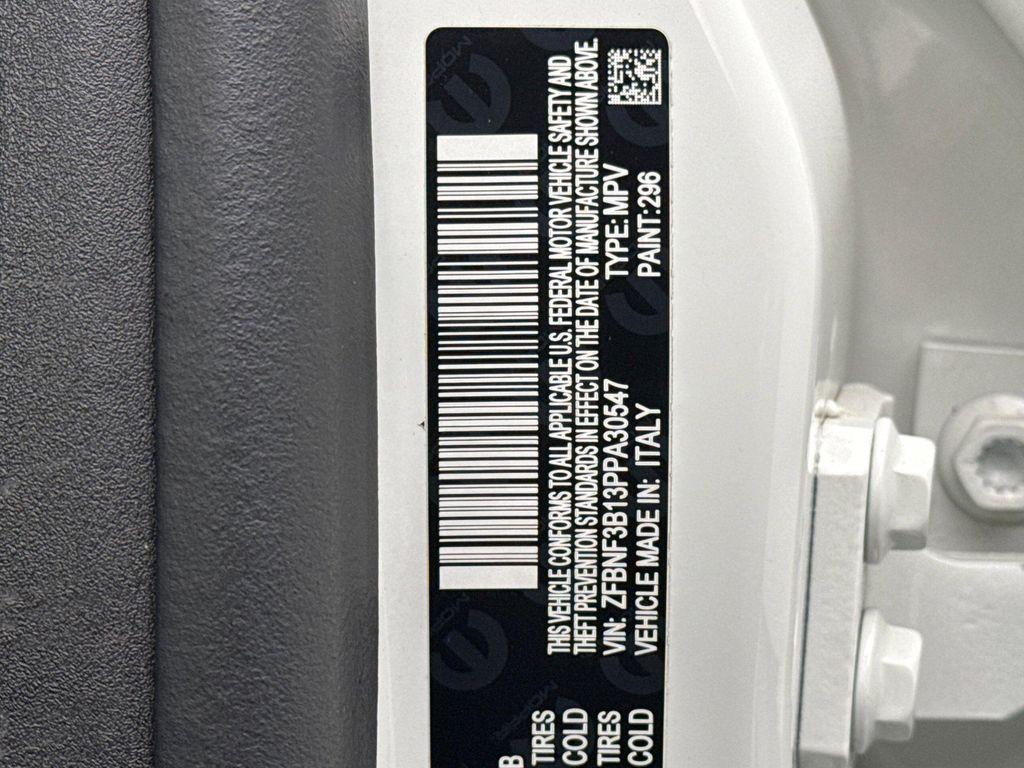 THIS VEHICLE CONFORMS TO ALL APPLICABLE U.S. FEDERAL MOTOR VEHICLE SAFETY AND
THEFT PREVENTION STANDARDS IN EFFECT ON THE DATE OF MANUFACTURE SHOWN ABOVE.
VIN: ZFBNF3B13PPA30547 TYPE: MPV
VEHICLE MADE IN: ITALY PAINT:296
B
TIRES
COLD
TIRES
COLD